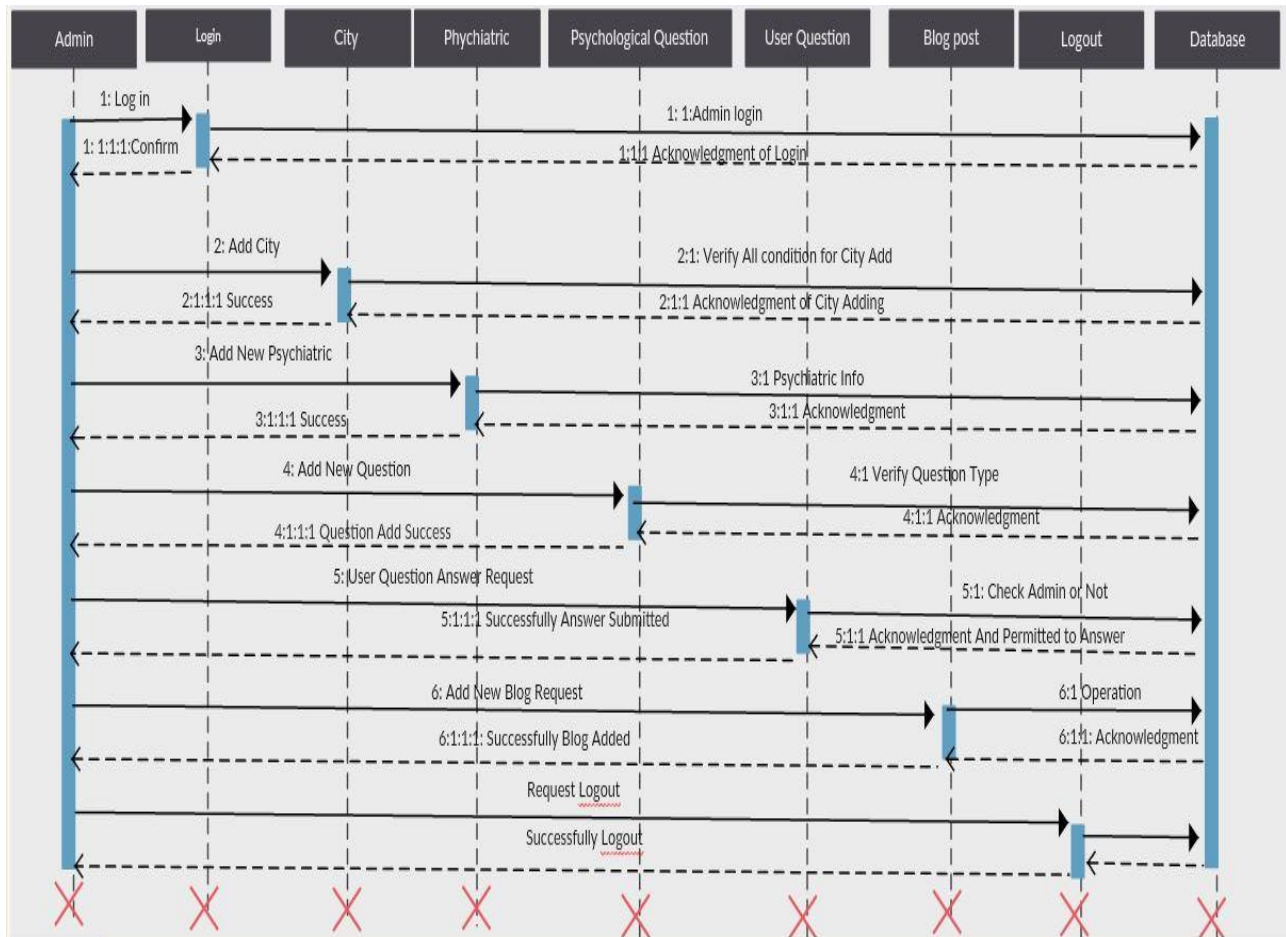 Admin
Login
City
Phychiatric
Psychological Question
User Question
Blog post
Logout
Database
1: Log in
1: 1:Admin login
1: 1:1:1:Confirm
1:1:1 Acknowledgment of Login
2: Add City
2:1: Verify All condition for City Add
2:1:1:1 Success
2:1:1 Acknowledgment of City Adding
3: Add New Psychiatric
3:1 Psychiatric Info
3:1:1 Acknowledgment
3:1:1:1 Success
4: Add New Question
4:1 Verify Question Type
4:1:1 Acknowledgment
4:1:1:1 Question Add Success
5: User Question Answer Request
5:1: Check Admin or Not
5:1:1:1 Successfully Answer Submitted
5:1:1 Acknowledgment And Permitted to Answer
6: Add New Blog Request
6:1 Operation
6:1:1:1: Successfully Blog Added
6:1:1: Acknowledgment
Request Logout
Successfully Logout